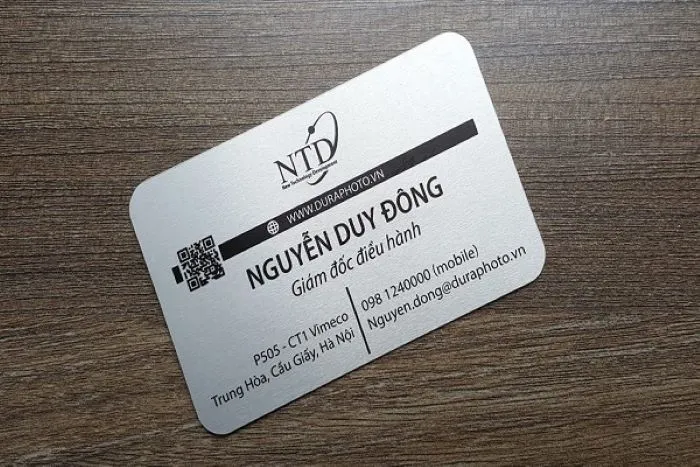 NTD
New Technology Development
WWW.DURAPHOTO.VN
NGUYỄN DUY ĐÔNG
Giám đốc điều hành
P505 - CT1 Vimeco
Trung Hòa, Cầu Giấy, Hà Nội
098 1240000 (mobile)
Nguyen.dong@duraphoto.vn